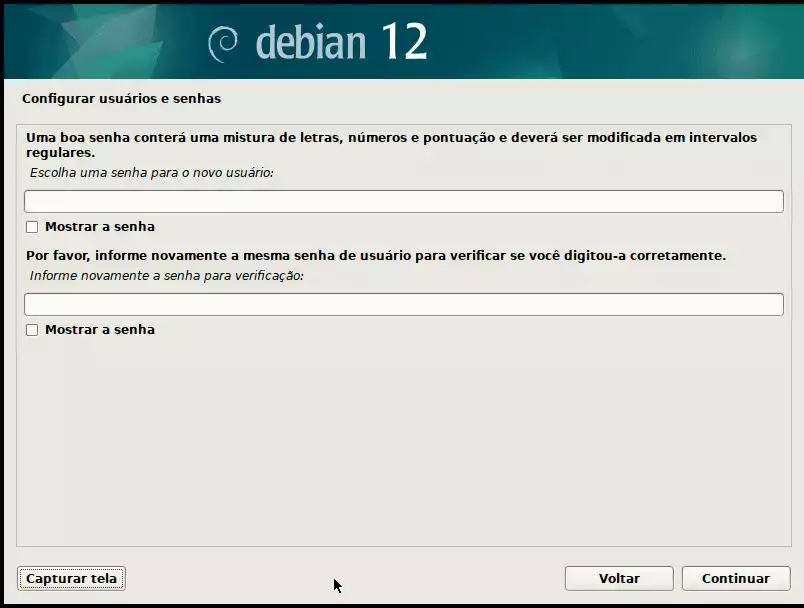 debian 12
Configurar usuários e senhas
Uma boa senha conterá uma mistura de letras, números e pontuação e deverá ser modificada em intervalos
regulares.
Escolha uma senha para o novo usuário:
Mostrar a senha
Por favor, informe novamente a mesma senha de usuário para verificar se você digitou-a corretamente.
Informe novamente a senha para verificação:
Mostrar a senha
Capturar tela
Voltar
Continuar